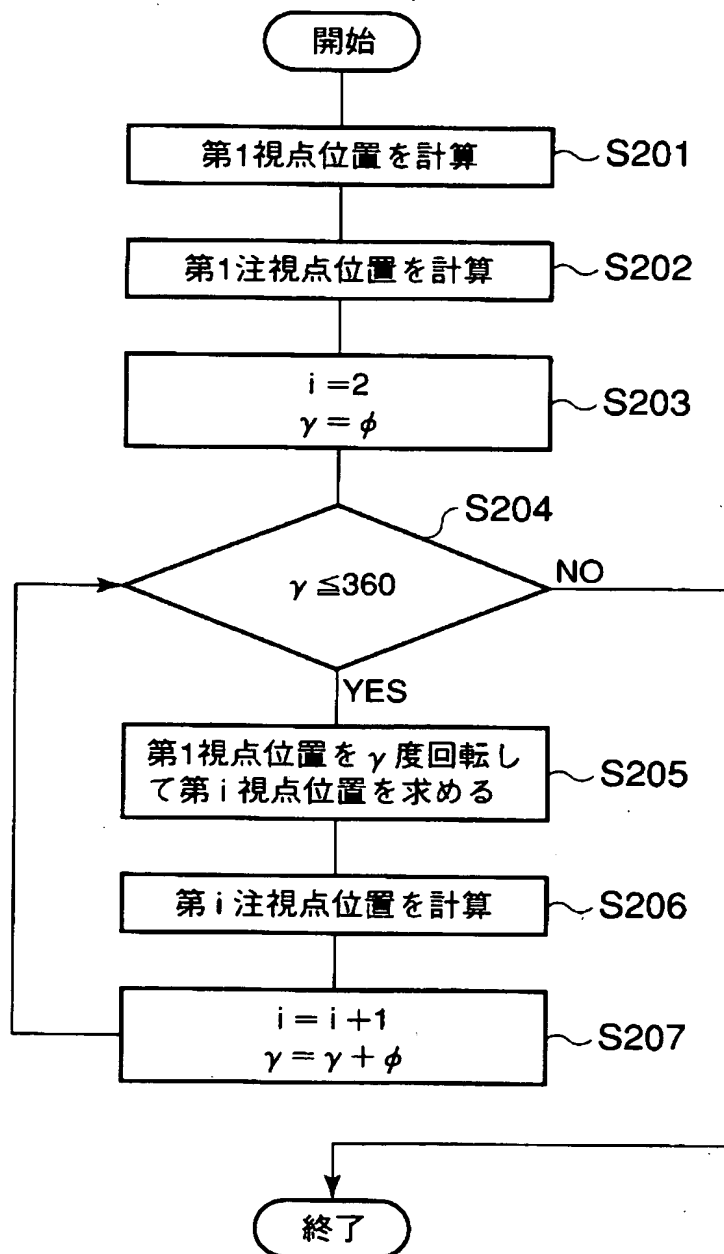 開始
第1視点位置を計算
S201
第1注視点位置を計算
S202
i=2
γ=φ
S203
S204
γ≦360
NO
YES
第1視点位置をγ度回転し
て第i視点位置を求める
S205
第i注視点位置を計算
S206
i=i+1
γ=γ+φ
S207
終了